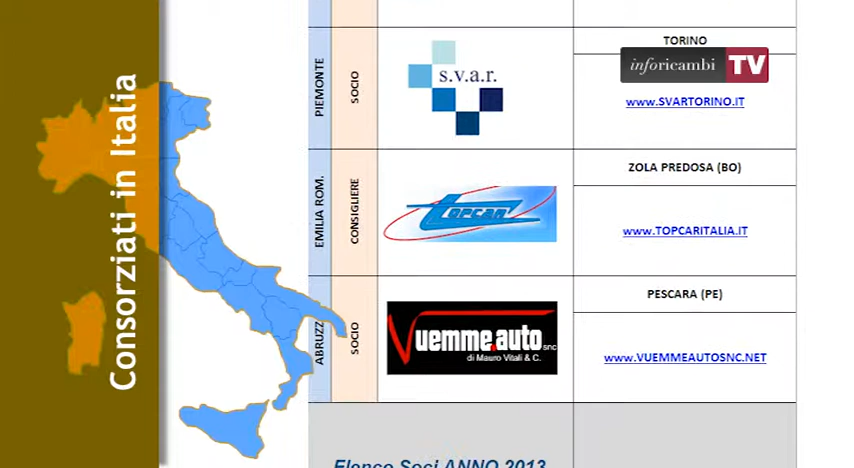 Consorziati in Italia
PIEMONTE
SOCIO
s.v.a.r.
TORINO
inforicambi TV
www.SVARTORINO.IT
EMILIA ROM.
CONSIGLIERE
TOPCAR
ZOLA PREDOSA (BO)
www.TOPCARITALIA.IT
ABRUZZ
SOCIO
Vuemme.auto snc
di Mauro Vitali & C.
PESCARA (PE)
www.VUEMMEAUTOSNC.NET
Elenco Soci ANNO 2013